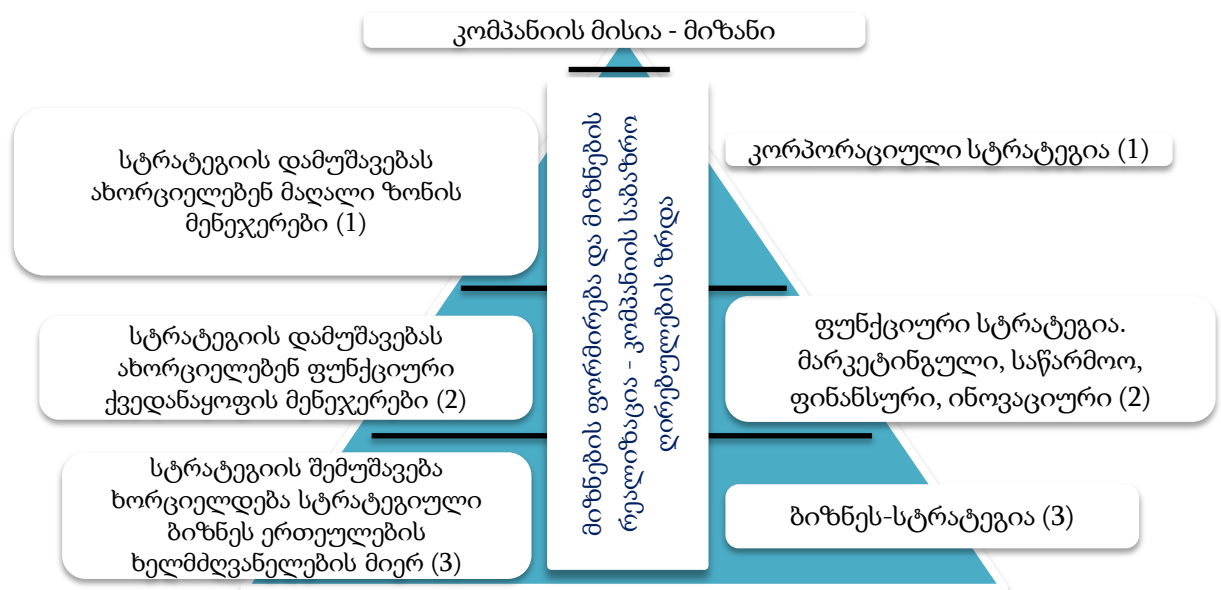 კომპანიის მისია - მიზანი
სტრატეგიის დამუშავებას
ახორციელებენ მაღალი ზონის
მენეჯერები (1)
კორპორაციული სტრატეგია (1)
მიზნების ფორმირება და მიზნების
რეალიზაცია - კომპანიის საბაზრო
ღირებულების ზრდა
სტრატეგიის დამუშავებას
ახორციელებენ ფუნქციური
ქვედანაყოფის მენეჯერები (2)
ფუნქციური სტრატეგია.
მარკეტინგული, საწარმოო,
ფინანსური, ინოვაციური (2)
სტრატეგიის შემუშავება
ხორციელდება სტრატეგიული
ბიზნეს ერთეულების
ხელმძღვანელების მიერ (3)
ბიზნეს-სტრატეგია (3)